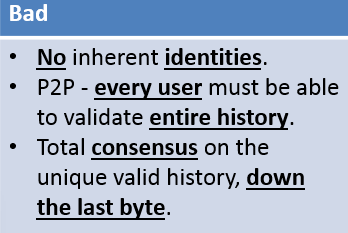 Bad
• No inherent identities.
• P2P - every user must be able
to validate entire history.
• Total consensus on the
unique valid history, down
the last byte.